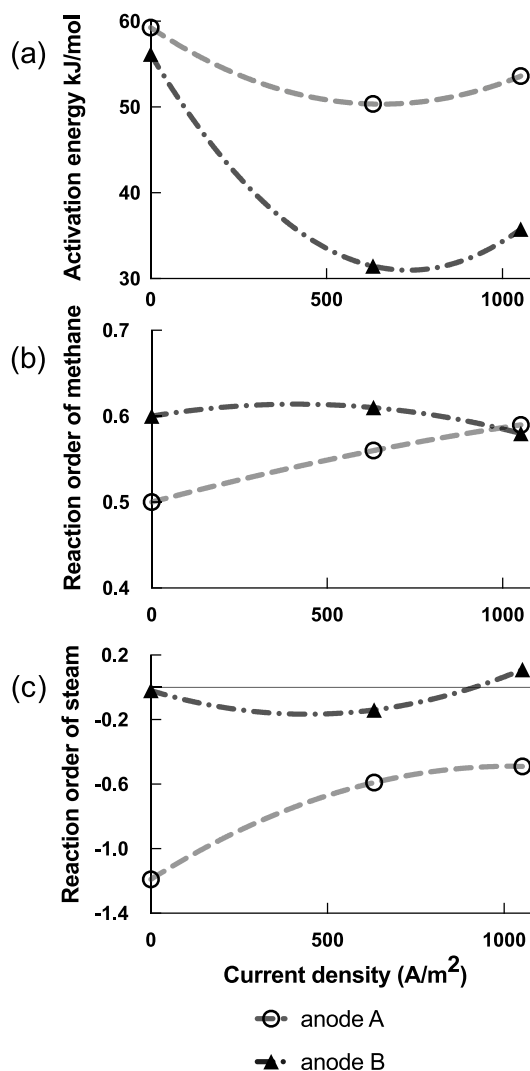 (a)
Activation energy kJ/mol
60
50
40
30
0
500
1000
(b)
Reaction order of methane
0.7
0.6
0.5
0.4
0
500
1000
(c)
Reaction order of steam
0.2
-0.2
-0.6
-1.0
-1.4
0
500
1000
Current density (A/m²)
anode A
anode B